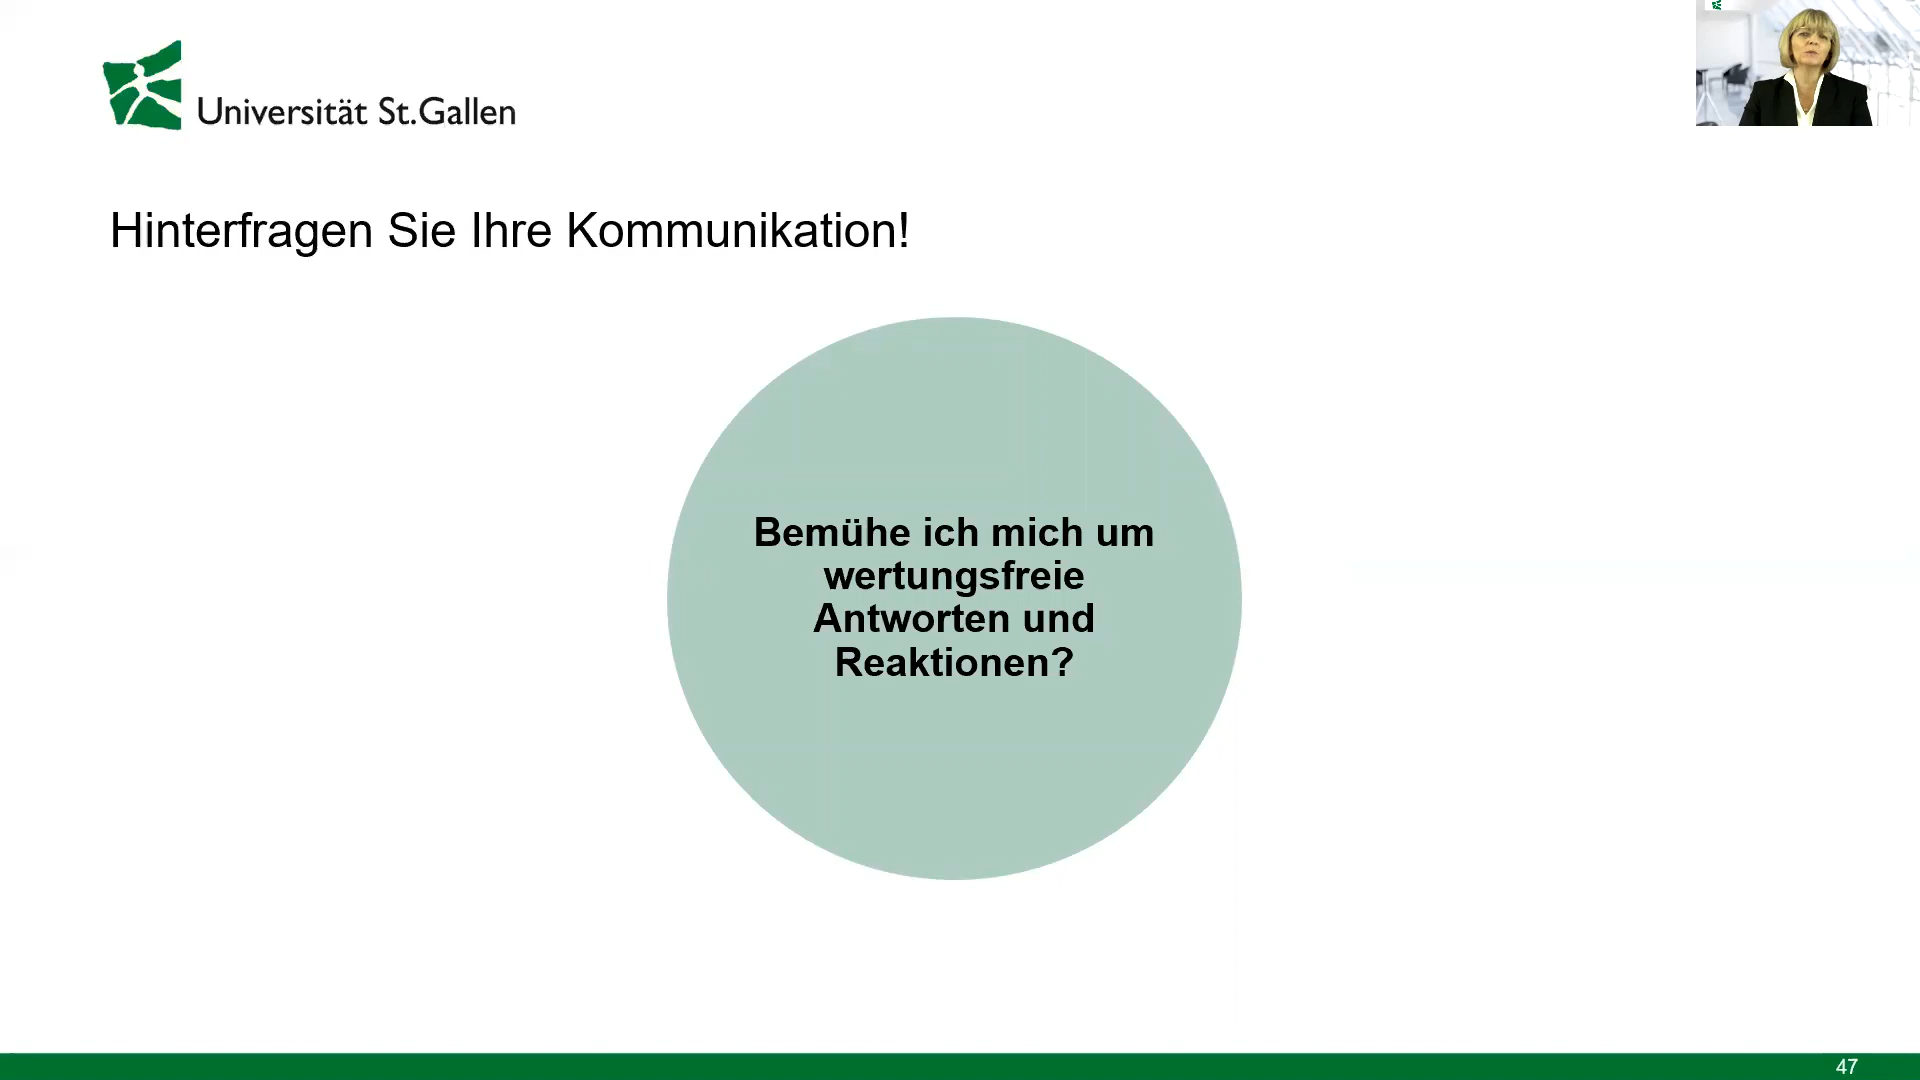 Universität St.Gallen
Hinterfragen Sie Ihre Kommunikation!
Bemühe ich mich um
wertungsfreie
Antworten und
Reaktionen?
47